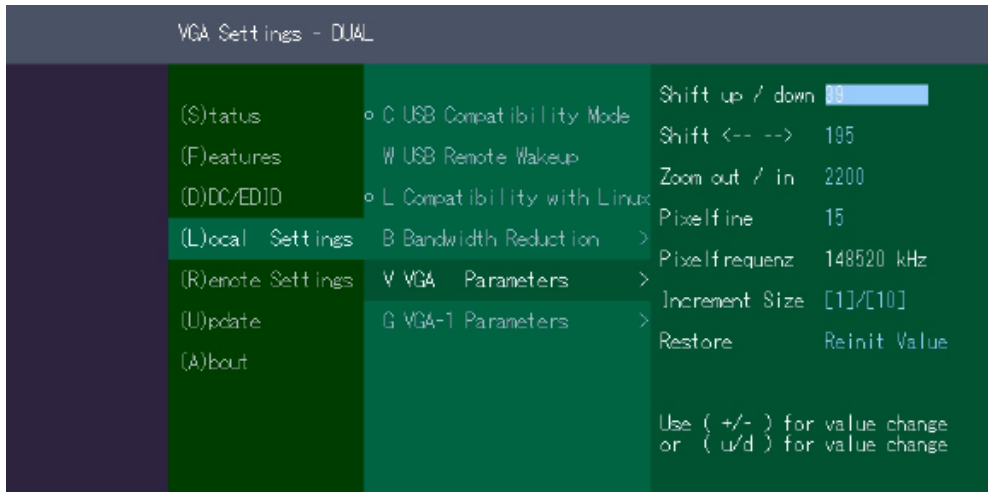 VGA Settings - DUAL
(S)tatus
(F)eatures
(D)DC/EDID
(L)ocal Settings
(R)emote Settings
(U)pdate
(A)bout
C USB Compatibility Mode
W USB Remote Wakeup
L Compatibility with Linux
B Bandwidth Reduction >
V VGA Parameters >
G VGA-1 Parameters >
Shift up / down 39
Shift <-- --> 195
Zoom out / in 2200
Pixelfine 15
Pixelfrequenz 148520 kHz
Increment Size [1]/[10]
Restore Reinit Value
Use ( +/- ) for value change
or ( u/d ) for value change